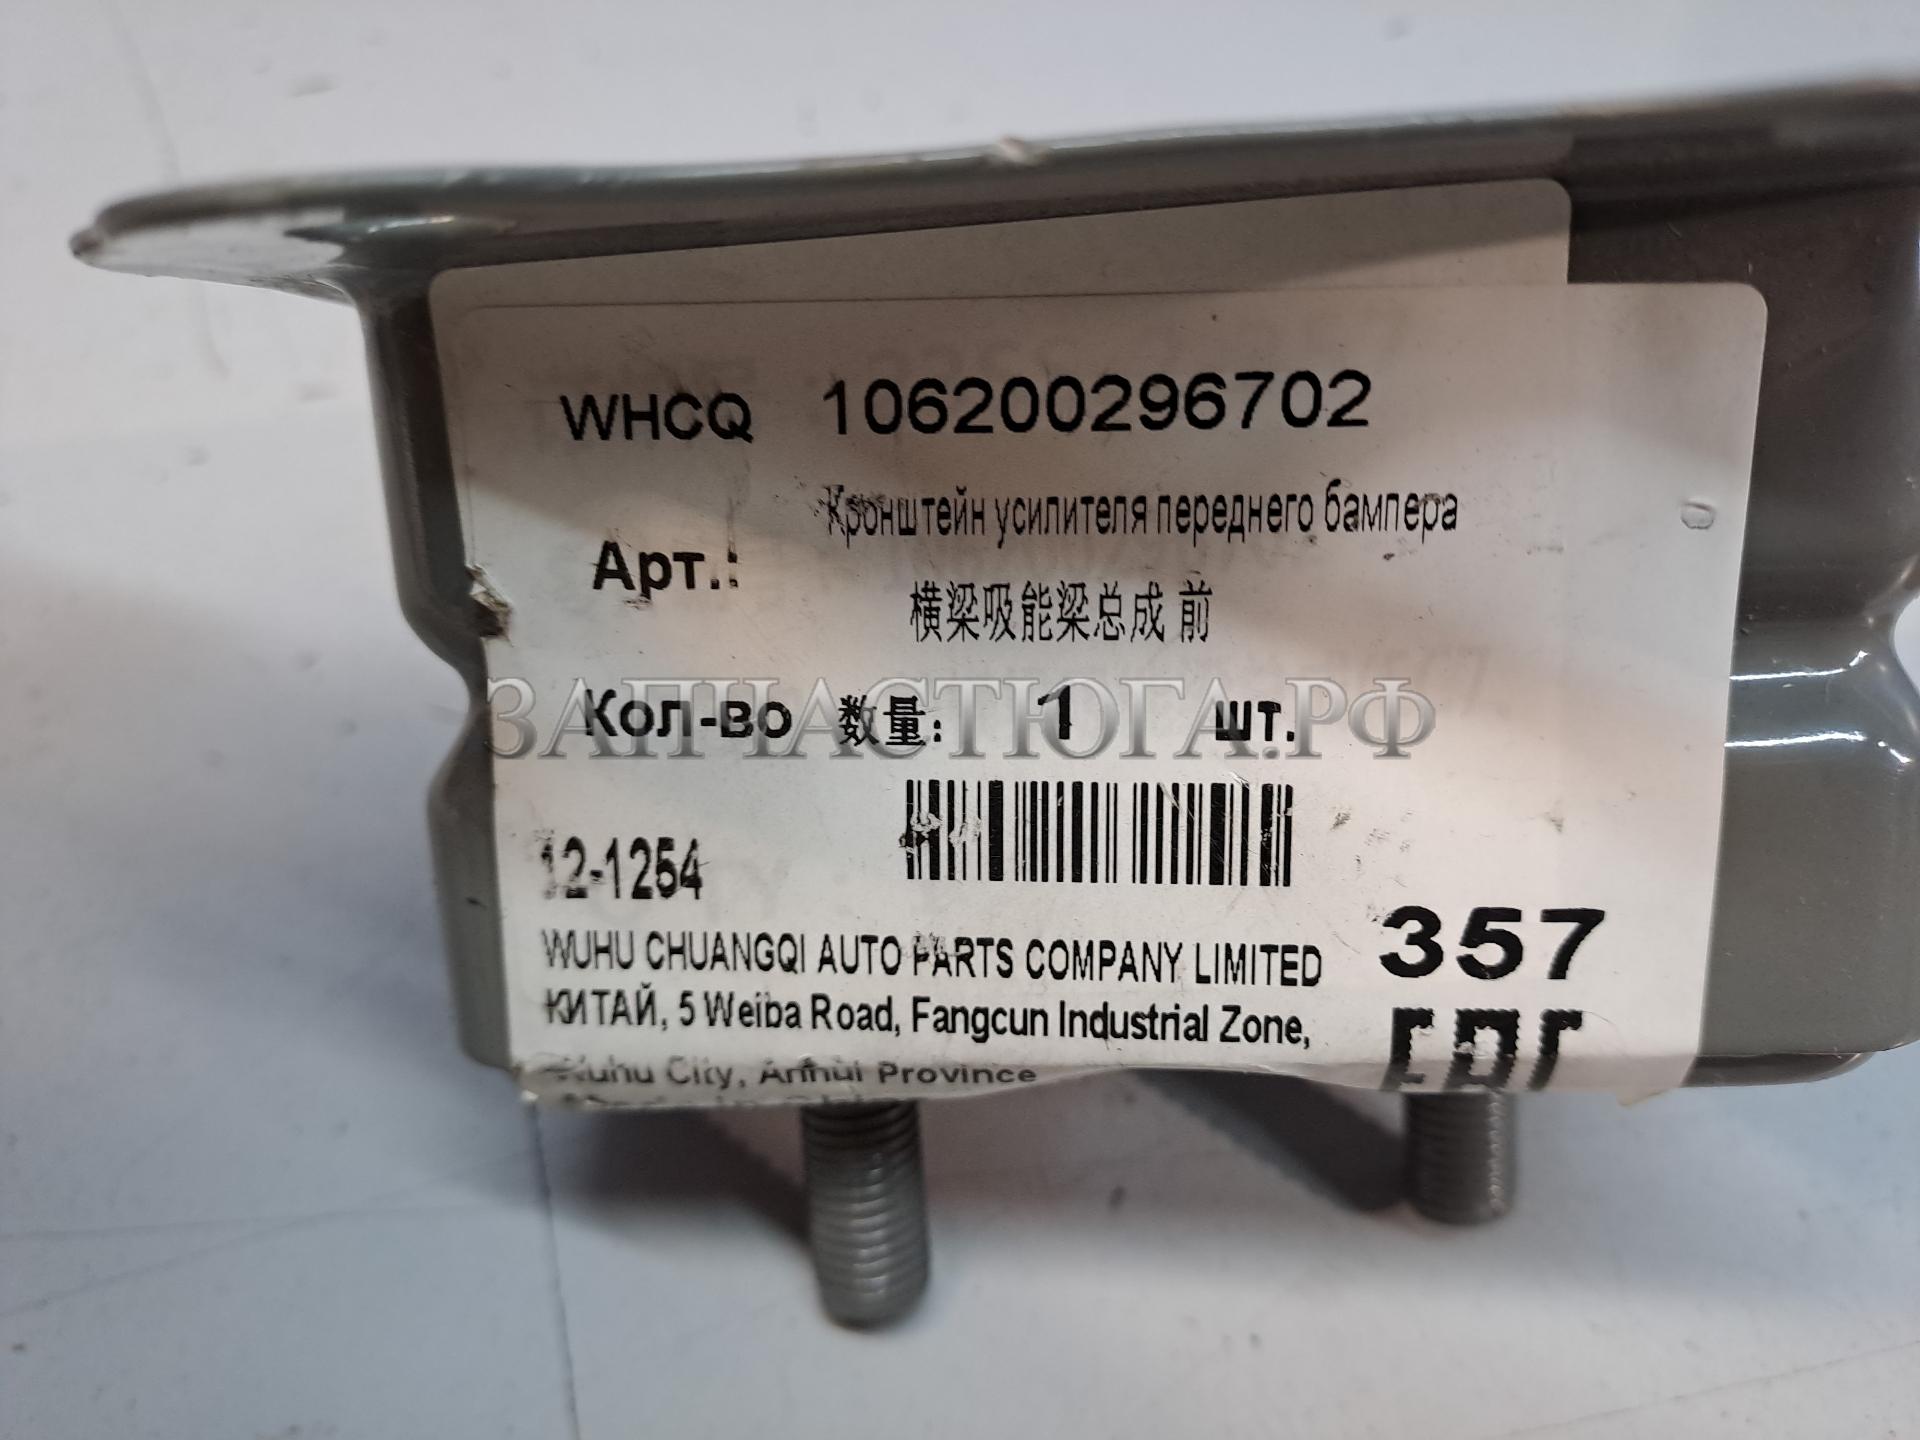 WHCQ 106200296702
Кронштейн усилителя переднего бампера
Арт.:
横梁吸能梁总成 前
Кол-во 数量: 1 шт.
ЗАПЧАСТЮГА.РФ
12-1254
WUHU CHUANGQI AUTO PARTS COMPANY LIMITED
357
КИТАЙ, 5 Weiba Road, Fangcun Industrial Zone,
Wuhu City, Anhui Province